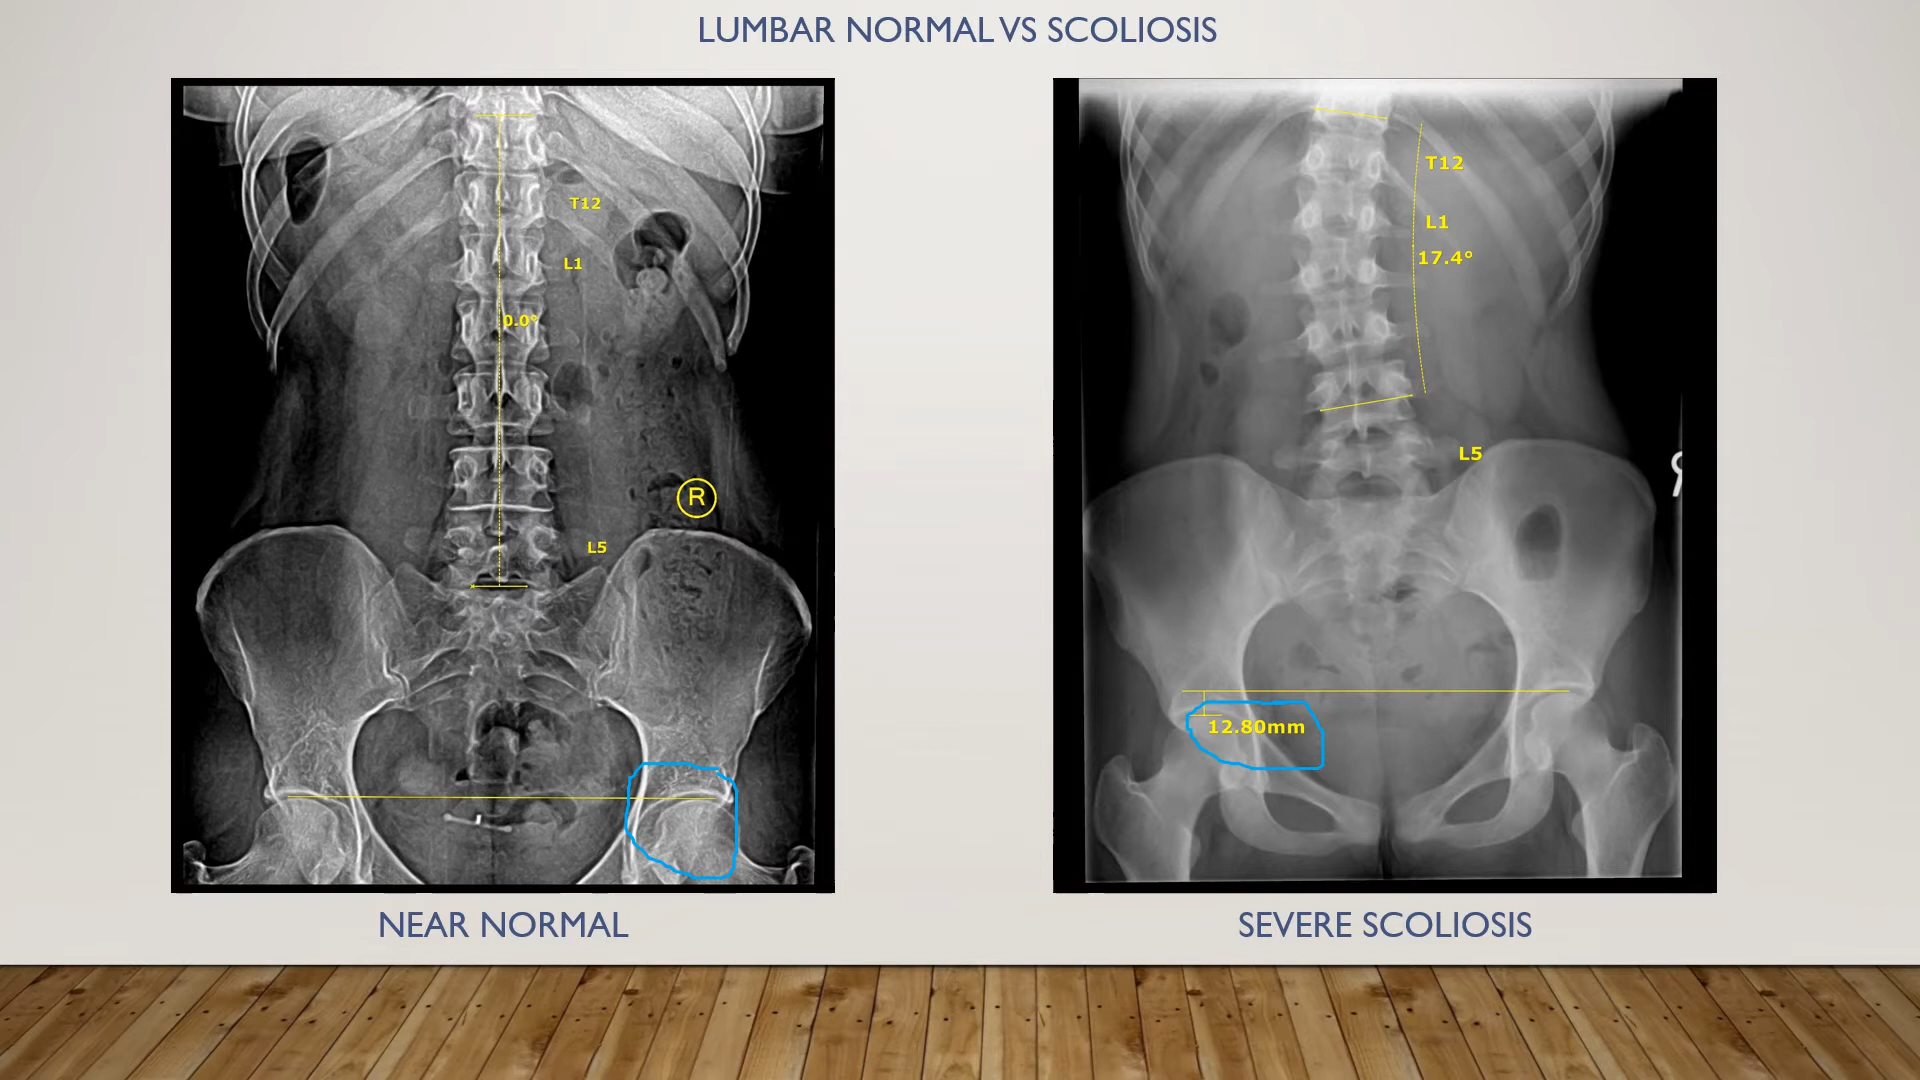 LUMBAR NORMAL VS SCOLIOSIS
T12
L1
0.0°
R
L5
NEAR NORMAL
T12
L1
17.4°
L5
12.80mm
SEVERE SCOLIOSIS